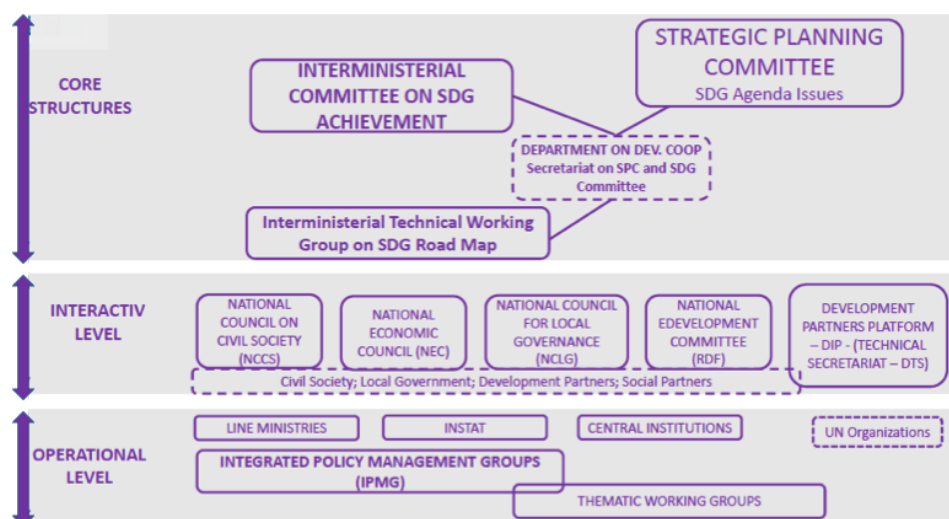 CORE
STRUCTURES
INTERMINISTERIAL
COMMITTEE ON SDG
ACHIEVEMENT
STRATEGIC PLANNING
COMMITTEE
SDG Agenda Issues
DEPARTMENT ON DEV. COOP
Secretariat on SPC and SDG
Committee
Interministerial Technical Working
Group on SDG Road Map
INTERACTIV
LEVEL
NATIONAL
COUNCIL ON
CIVIL SOCIETY
(NCCS)
NATIONAL
ECONOMIC
COUNCIL (NEC)
NATIONAL COUNCIL
FOR LOCAL
GOVERNANCE
(NCLG)
NATIONAL
EDEVELOPMENT
COMMITTEE
(RDF)
DEVELOPMENT
PARTNERS PLATFORM
– DIP - (TECHNICAL
SECRETARIAT – DTS)
Civil Society; Local Government; Development Partners; Social Partners
OPERATIONAL
LEVEL
LINE MINISTRIES
INSTAT
CENTRAL INSTITUTIONS
UN Organizations
INTEGRATED POLICY MANAGEMENT GROUPS
(IPMG)
THEMATIC WORKING GROUPS